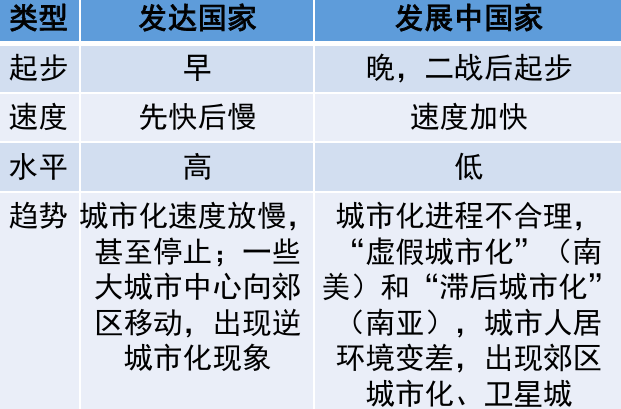 类型 发达国家 发展中国家
起步 早 晚，二战后起步
速度 先快后慢 速度加快
水平 高 低
趋势 城市化速度放慢，
甚至停止；一些
大城市中心向郊
区移动，出现逆
城市化现象
城市化进程不合理，
“虚假城市化”（南
美）和“滞后城市化”
（南亚），城市人居
环境变差，出现郊区
城市化、卫星城